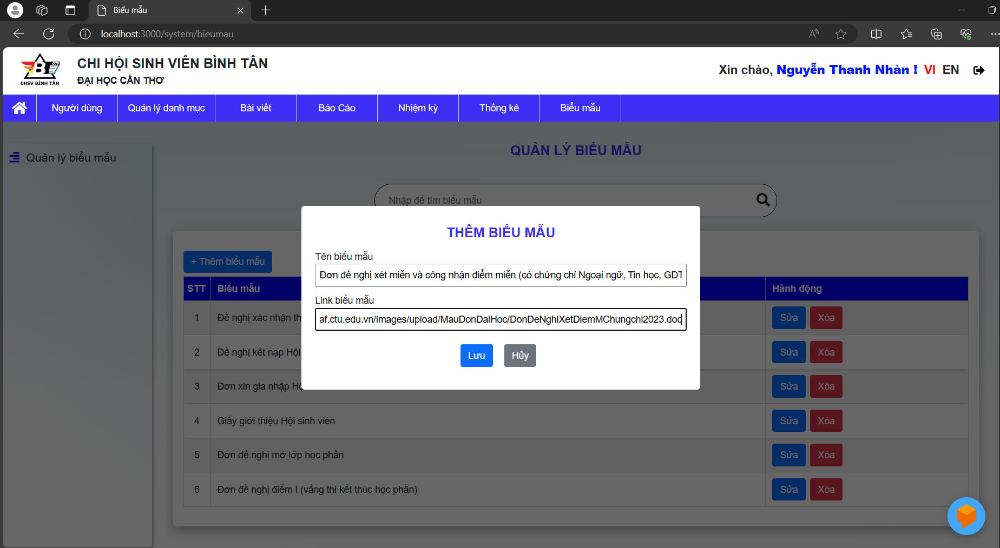 Biểu mẫu
localhost:3000/system/bieumau
CHSV BÌNH TÂN
CTU
CHI HỘI SINH VIÊN BÌNH TÂN
ĐẠI HỌC CẦN THƠ
Xin chào, Nguyễn Thanh Nhàn ! VI EN
Người dùng Quản lý danh mục Bài viết Báo Cáo Nhiệm kỳ Thống kê Biểu mẫu
Quản lý biểu mẫu
QUẢN LÝ BIỂU MẪU
Nhập để tìm biểu mẫu
THÊM BIỂU MẪU
Tên biểu mẫu
Đơn đề nghị xét miễn và công nhận điểm miễn (có chứng chỉ Ngoại ngữ, Tin học, GDT
Link biểu mẫu
af.ctu.edu.vn/images/upload/MauDonDaiHoc/DonDeNghiXetDiemMChungchi2023.doc
Lưu Hủy
+ Thêm biểu mẫu
STT Biểu mẫu Hành động
1 Đề nghị xác nhận th Sửa Xóa
2 Đề nghị kết nạp Hội Sửa Xóa
3 Đơn xin gia nhập Hộ Sửa Xóa
4 Giấy giới thiệu Hội sinh viên Sửa Xóa
5 Đơn đề nghị mở lớp học phần Sửa Xóa
6 Đơn đề nghị điểm I (vắng thi kết thúc học phần) Sửa Xóa